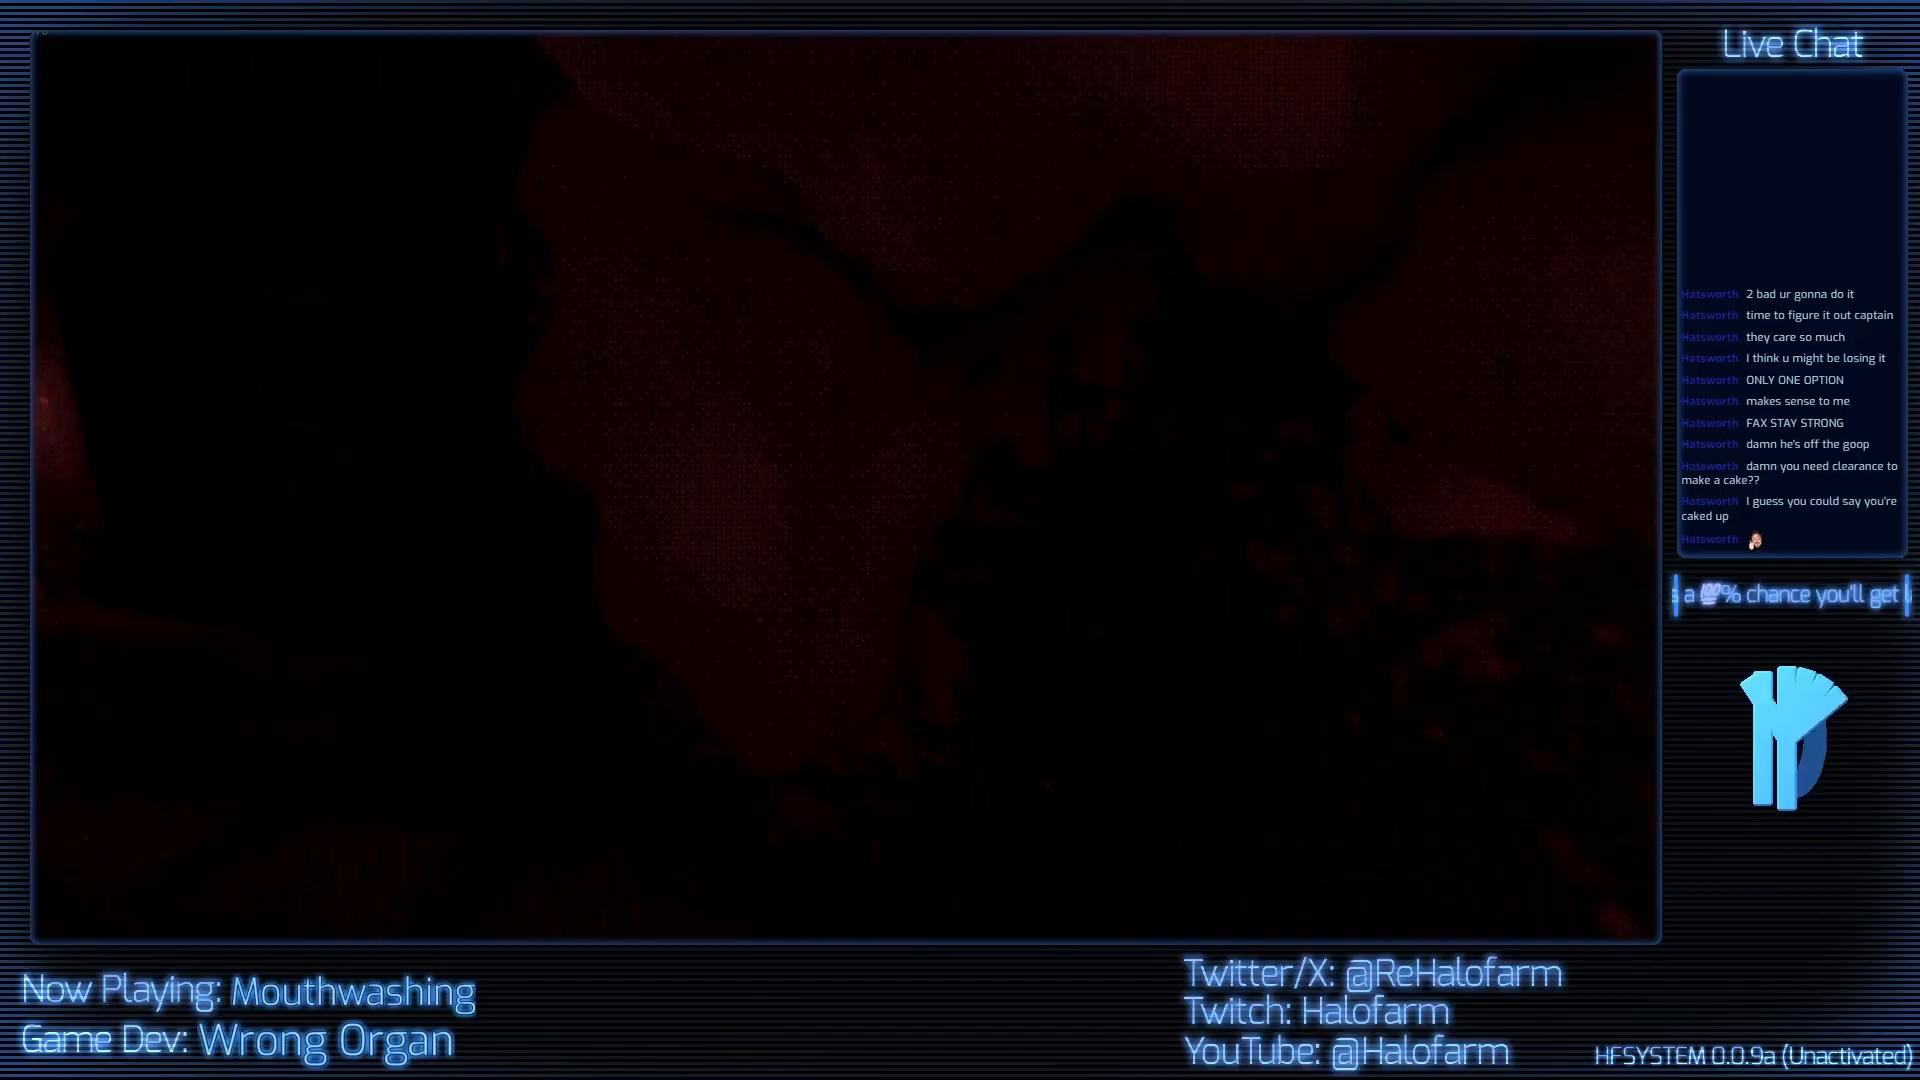 Live Chat
Hatsworth 2 bad ur gonna do it
Hatsworth time to figure it out captain
Hatsworth they care so much
Hatsworth I think u might be losing it
Hatsworth ONLY ONE OPTION
Hatsworth makes sense to me
Hatsworth FAX STAY STRONG
Hatsworth damn he's off the goop
Hatsworth damn you need clearance to
make a cake??
Hatsworth I guess you could say you're
caked up
Hatsworth
a 💯% chance you'll get
Now Playing: Mouthwashing
Game Dev: Wrong Organ
Twitter/X: @ReHalofarm
Twitch: Halofarm
YouTube: @Halofarm
HFSYSTEM 0.0.9a (Unactivated)